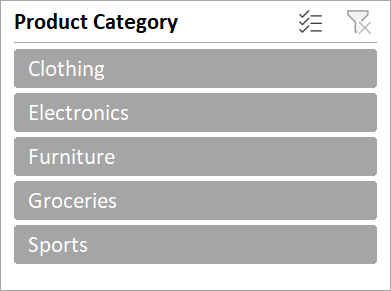 Product Category
Clothing
Electronics
Furniture
Groceries
Sports